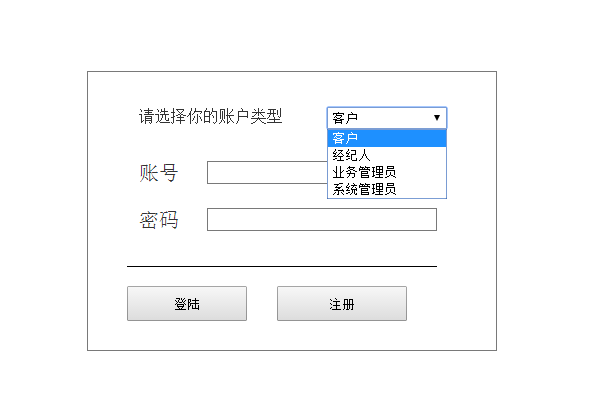 请选择你的账户类型
客户
客户
经纪人
业务管理员
系统管理员
账号
密码
登陆
注册